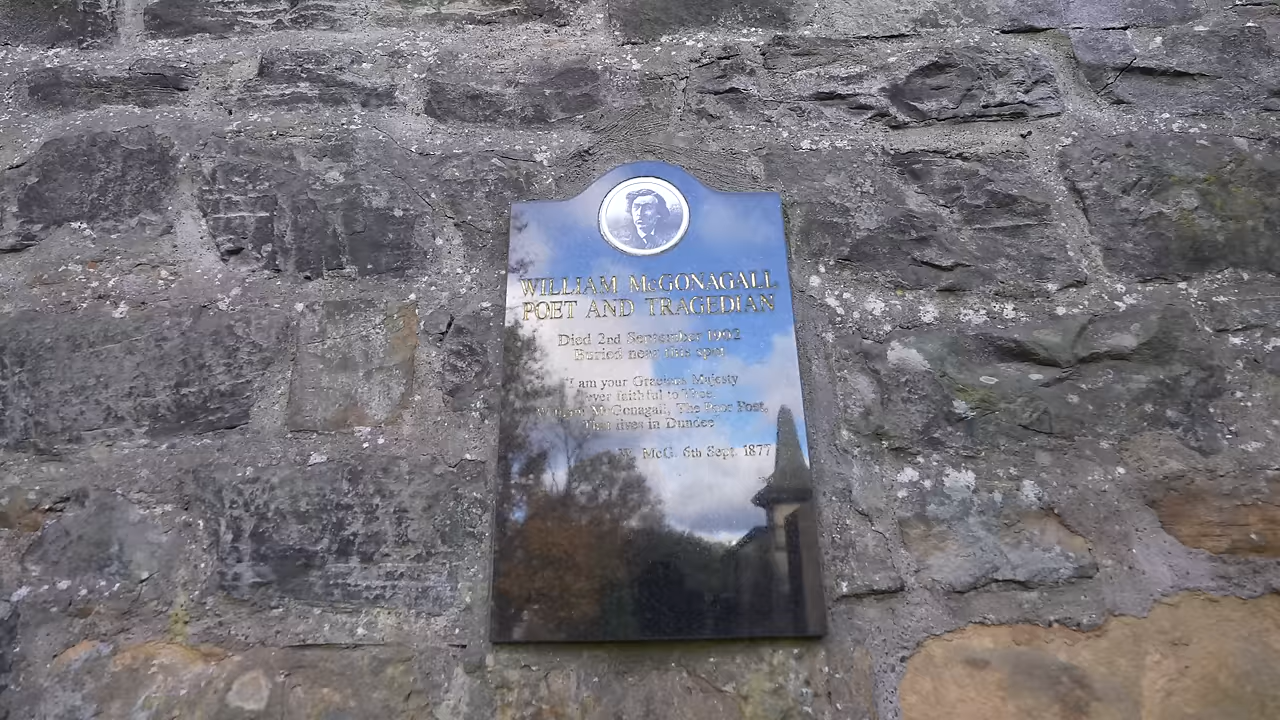 WILLIAM McGONAGALL
POET AND TRAGEDIAN
Died 2nd September 1902
Buried near this spot
"I am your Gracious Majesty
ever faithful to Thee
William McGonagall, The Poor Poet,
That lives in Dundee"
W. McG. 6th Sept. 1877